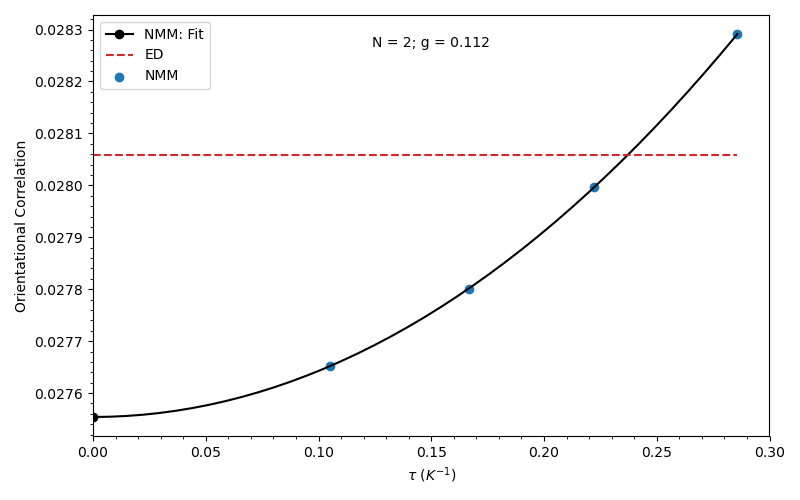 NMM: Fit
ED
NMM
N = 2; g = 0.112
Orientational Correlation
0.0283
0.0282
0.0281
0.0280
0.0279
0.0278
0.0277
0.0276
0.00
0.05
0.10
0.15
0.20
0.25
0.30
τ (K⁻¹)